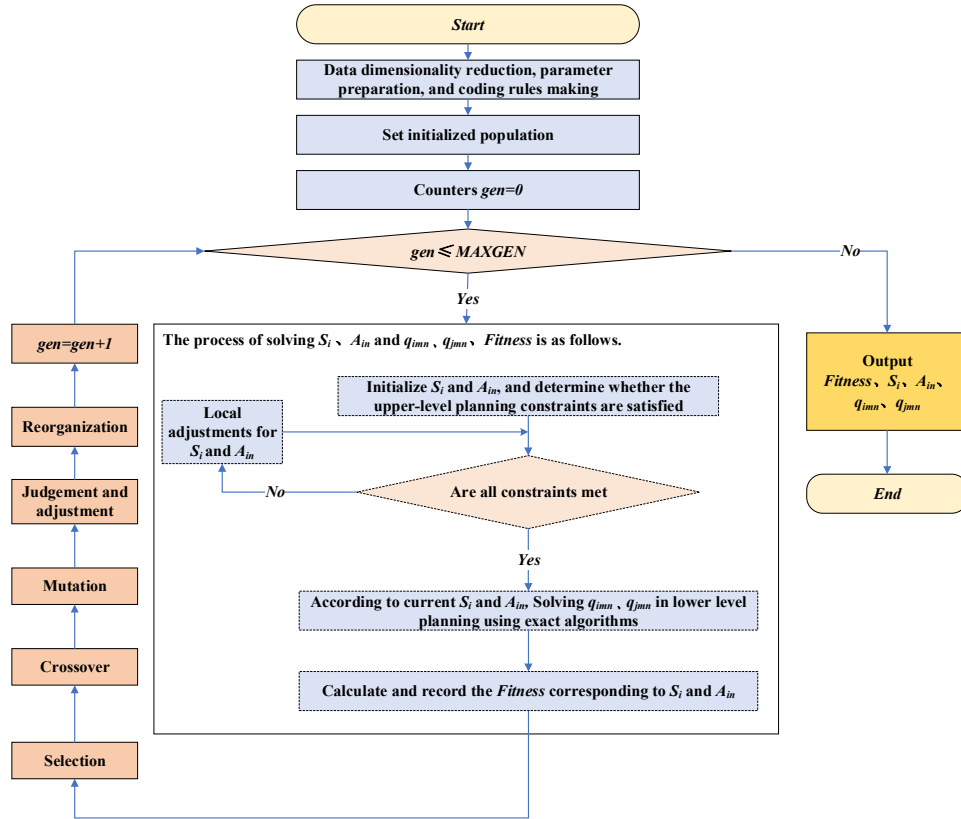 Start
Data dimensionality reduction, parameter
preparation, and coding rules making
Set initialized population
Counters gen=0
gen⩽MAXGEN
No
Yes
gen=gen+1
The process of solving Sᵢ 、 Aᵢₙ and qᵢₘₙ 、 qⱼₘₙ 、 Fitness is as follows.
Initialize Sᵢ and Aᵢₙ, and determine whether the
upper-level planning constraints are satisfied
Local
adjustments for
Sᵢ and Aᵢₙ
Are all constraints met
No
Yes
According to current Sᵢ and Aᵢₙ, Solving qᵢₘₙ 、 qⱼₘₙ in lower level
planning using exact algorithms
Calculate and record the Fitness corresponding to Sᵢ and Aᵢₙ
Reorganization
Judgement and
adjustment
Mutation
Crossover
Selection
Output
Fitness 、 Sᵢ 、 Aᵢₙ 、
qᵢₘₙ 、 qⱼₘₙ
End